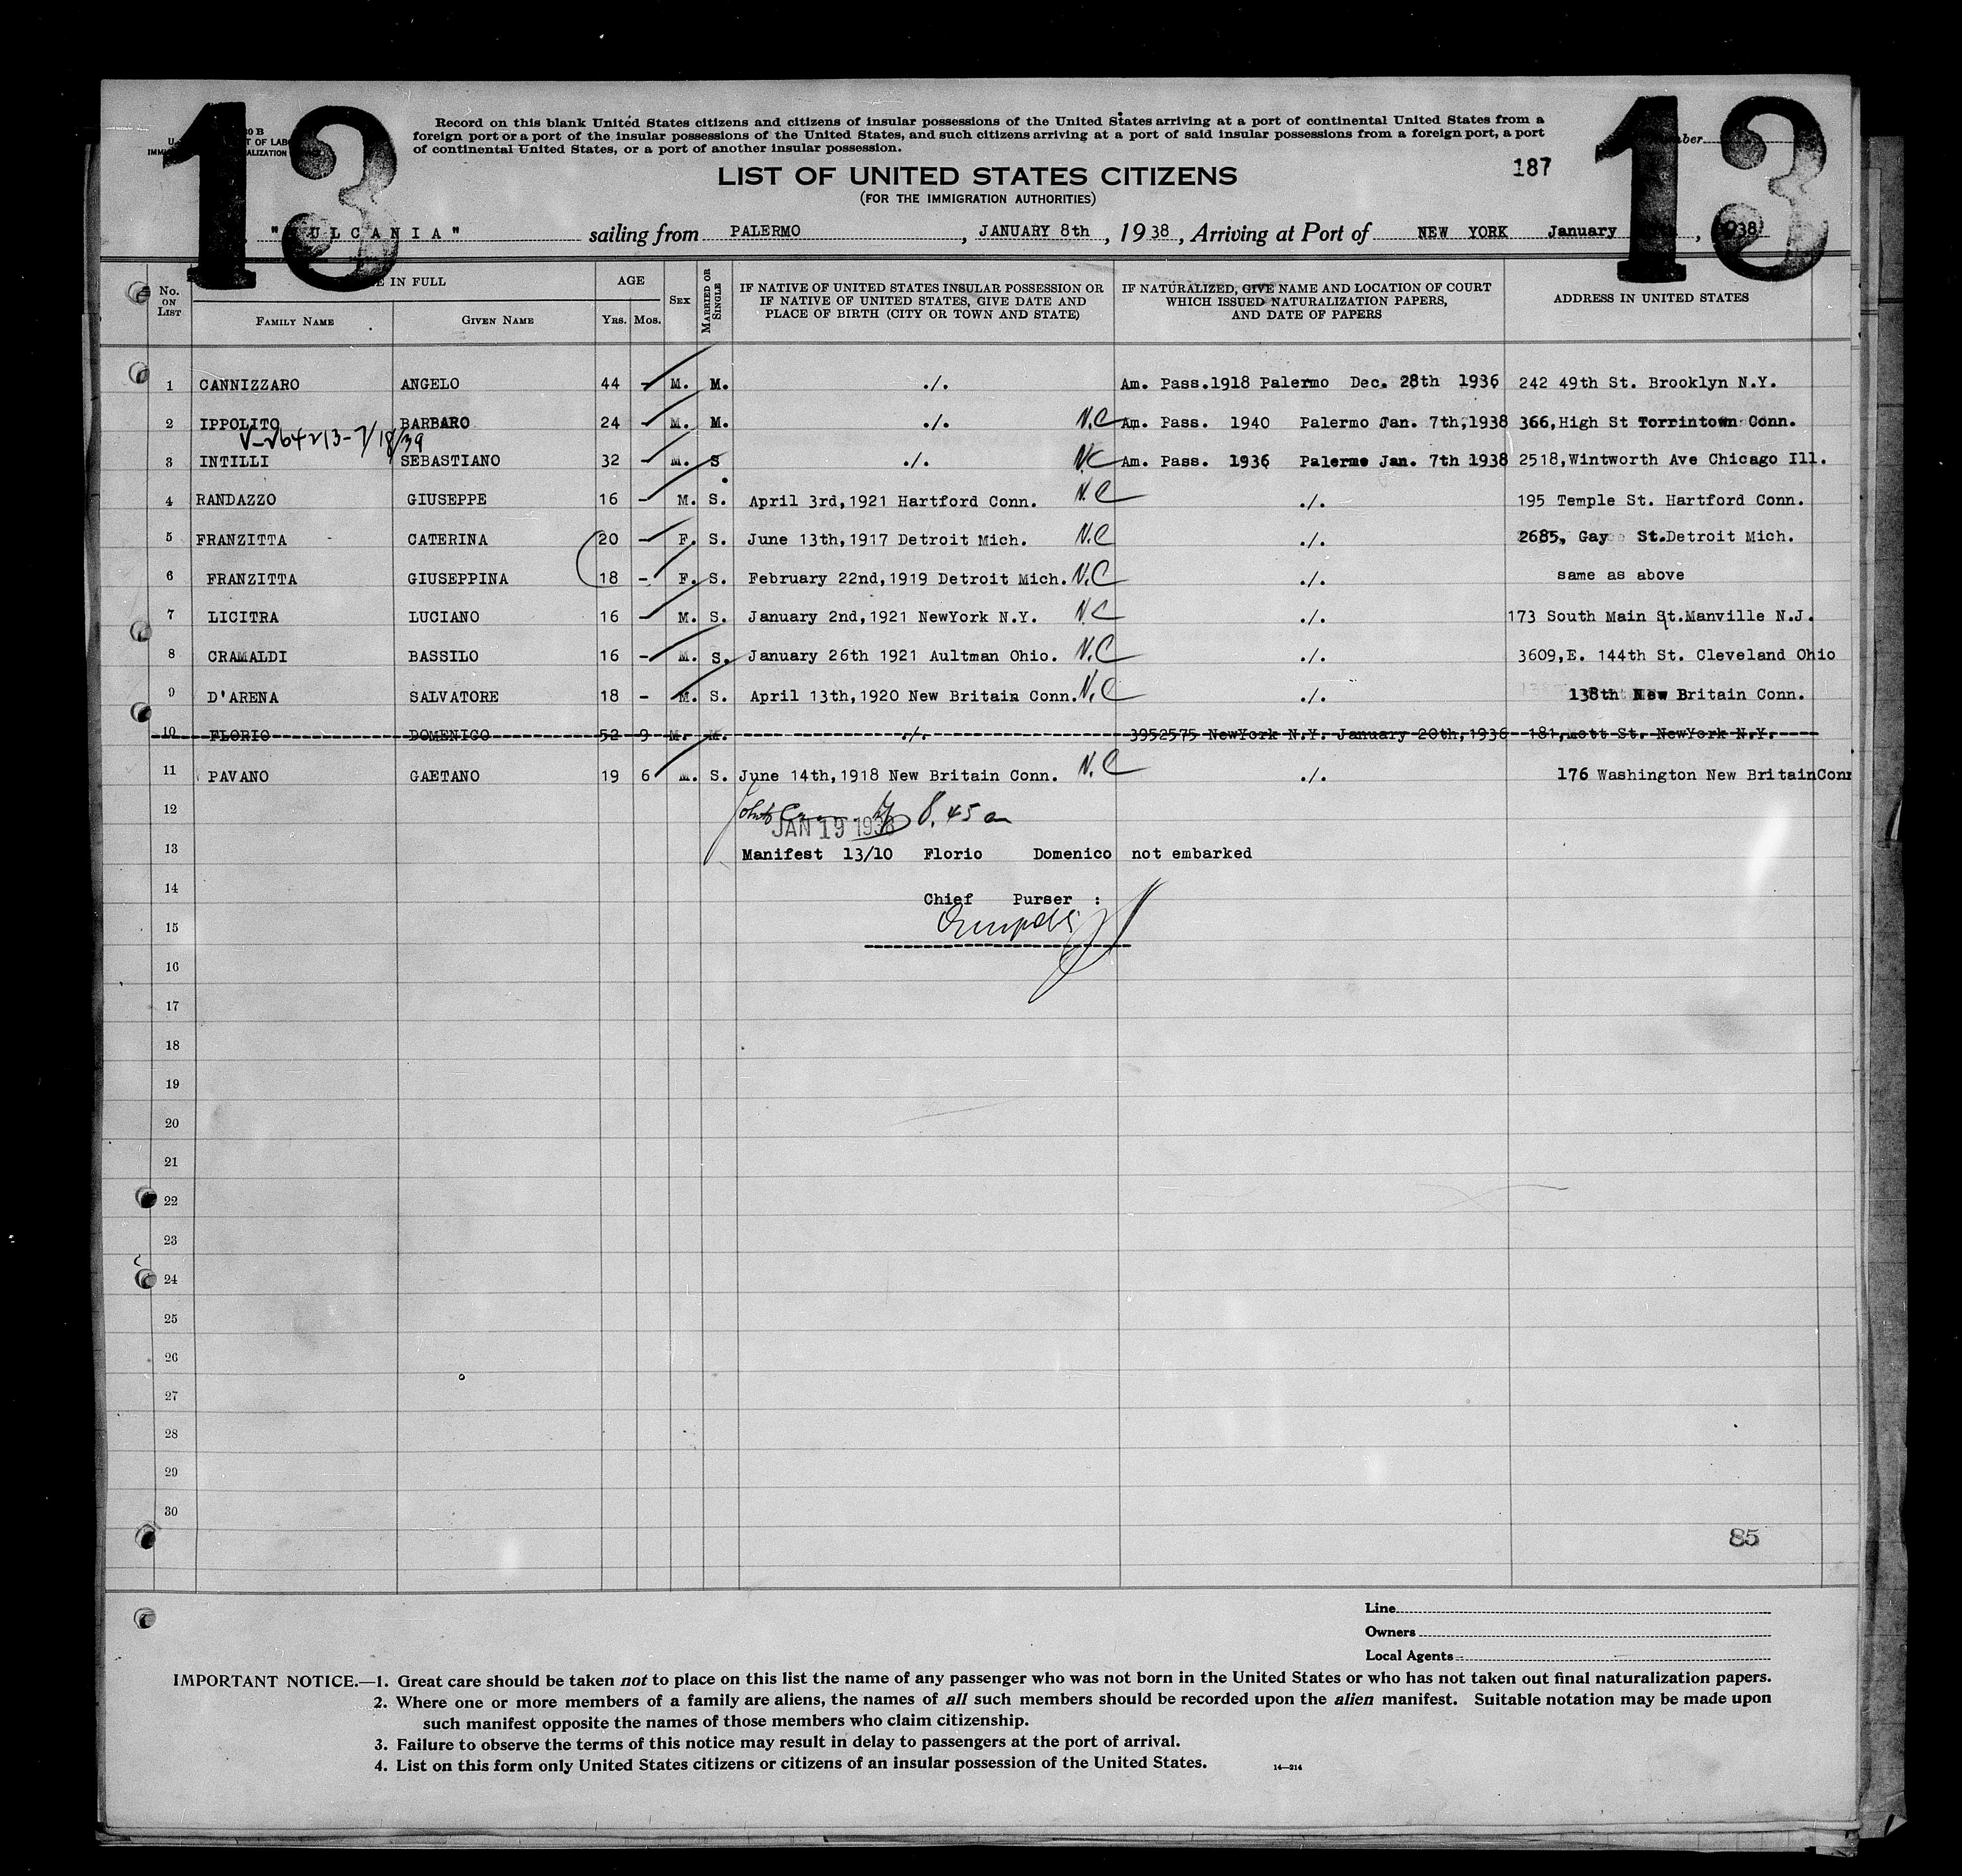 13
13
Record on this blank United States citizens and citizens of insular possessions of the United States arriving at a port of continental United States from a
foreign port or a port of the insular possessions of the United States, and such citizens arriving at a port of said insular possessions from a foreign port, a port
of continental United States, or a port of another insular possession.
LIST OF UNITED STATES CITIZENS
187
(FOR THE IMMIGRATION AUTHORITIES)
"VULCANIA" sailing from PALERMO, JANUARY 8th, 1938, Arriving at Port of NEW YORK January , 1938
No. ON LIST
IN FULL
FAMILY NAME
GIVEN NAME
AGE
YRS. MOS.
SEX
MARRIED OR SINGLE
IF NATIVE OF UNITED STATES INSULAR POSSESSION OR
IF NATIVE OF UNITED STATES, GIVE DATE AND
PLACE OF BIRTH (CITY OR TOWN AND STATE)
IF NATURALIZED, GIVE NAME AND LOCATION OF COURT
WHICH ISSUED NATURALIZATION PAPERS,
AND DATE OF PAPERS
ADDRESS IN UNITED STATES
1 CANNIZZARO ANGELO 44 - M. M. ./. Am. Pass.1918 Palermo Dec. 28th 1936 242 49th St. Brooklyn N.Y.
2 IPPOLITO BARBARO 24 - M. M. ./. N.C Am. Pass. 1940 Palermo Jan. 7th,1938 366,High St Torrintown Conn.
V-264213-7/18/39
3 INTILLI SEBASTIANO 32 - M. S ./. NC Am. Pass. 1936 Palermo Jan. 7th 1938 2518,Wintworth Ave Chicago Ill.
4 RANDAZZO GIUSEPPE 16 - M. S. April 3rd,1921 Hartford Conn. N.C ./. 195 Temple St. Hartford Conn.
5 FRANZITTA CATERINA 20 - F. S. June 13th,1917 Detroit Mich. N.C ./. 2685, Gay St.Detroit Mich.
6 FRANZITTA GIUSEPPINA 18 - F. S. February 22nd,1919 Detroit Mich. N.C ./. same as above
7 LICITRA LUCIANO 16 - M. S. January 2nd,1921 NewYork N.Y. N.C ./. 173 South Main St.Manville N.J.
8 CRAMALDI BASSILO 16 - M. S. January 26th 1921 Aultman Ohio. N.C ./. 3609,E. 144th St. Cleveland Ohio
9 D'ARENA SALVATORE 18 - M. S. April 13th,1920 New Britain Conn. N.C ./. 138th New Britain Conn.
10 FLORIO DOMENICO 52 9 M. M. ./. 3952575 NewYork N.Y. January 20th,1936 181,mott St. NewYork N.Y.
11 PAVANO GAETANO 19 6 M. S. June 14th,1918 New Britain Conn. N.C ./. 176 Washington New BritainConn
12 8.45 am
JAN 19 1938
13 Manifest 13/10 Florio Domenico not embarked
14 Chief Purser :
15
16
17
18
19
20
21
22
23
24
25
26
27
28
29
30
85
Line
Owners
Local Agents
IMPORTANT NOTICE.—1. Great care should be taken not to place on this list the name of any passenger who was not born in the United States or who has not taken out final naturalization papers.
2. Where one or more members of a family are aliens, the names of all such members should be recorded upon the alien manifest. Suitable notation may be made upon
such manifest opposite the names of those members who claim citizenship.
3. Failure to observe the terms of this notice may result in delay to passengers at the port of arrival.
4. List on this form only United States citizens or citizens of an insular possession of the United States.
14—214